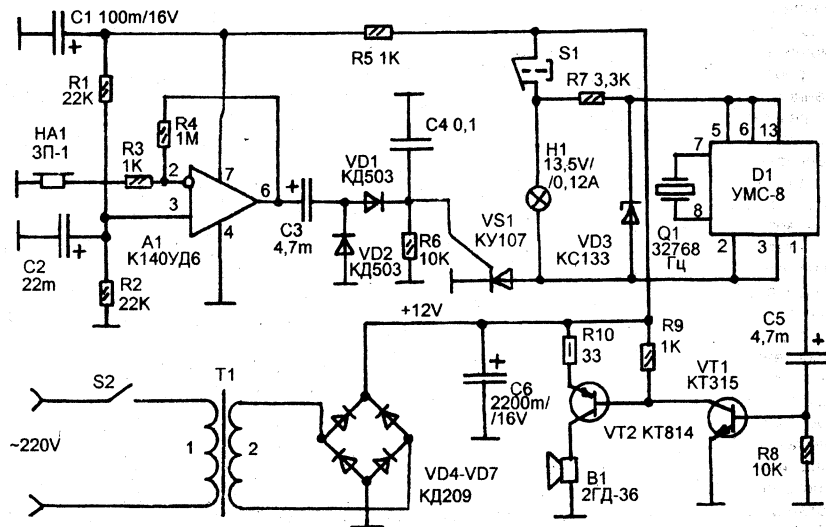 C1 100m/16V
R1
22K
R5 1K
S1
R7 3,3K
HA1
ЗП-1
R3
1K
R4
1M
2
3
7
4
6
A1
К140УД6
C2
22m
R2
22K
C3
4,7m
VD1
КД503
VD2
КД503
C4 0,1
R6
10K
VS1
КУ107
H1
13,5V/
/0,12A
VD3
КС133
5
6
13
7
8
D1
УМС-8
Q1
32768
Гц
2
3
1
C5
4,7m
+12V
R10
33
R9
1K
VT1
КТ315
C6
2200m/
/16V
VT2 КТ814
R8
10K
B1
2ГД-36
S2
T1
~220V
1
2
VD4-VD7
КД209